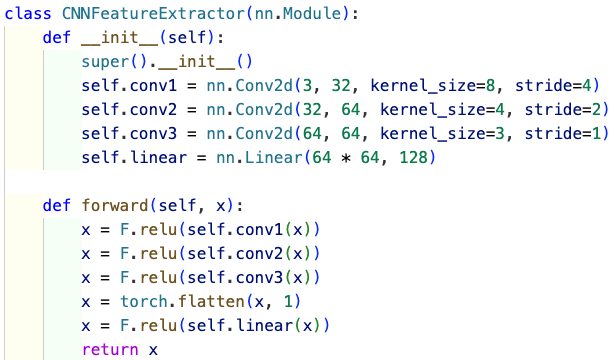 class CNNFeatureExtractor(nn.Module):
    def __init__(self):
        super().__init__()
        self.conv1 = nn.Conv2d(3, 32, kernel_size=8, stride=4)
        self.conv2 = nn.Conv2d(32, 64, kernel_size=4, stride=2)
        self.conv3 = nn.Conv2d(64, 64, kernel_size=3, stride=1)
        self.linear = nn.Linear(64 * 64, 128)

    def forward(self, x):
        x = F.relu(self.conv1(x))
        x = F.relu(self.conv2(x))
        x = F.relu(self.conv3(x))
        x = torch.flatten(x, 1)
        x = F.relu(self.linear(x))
        return x